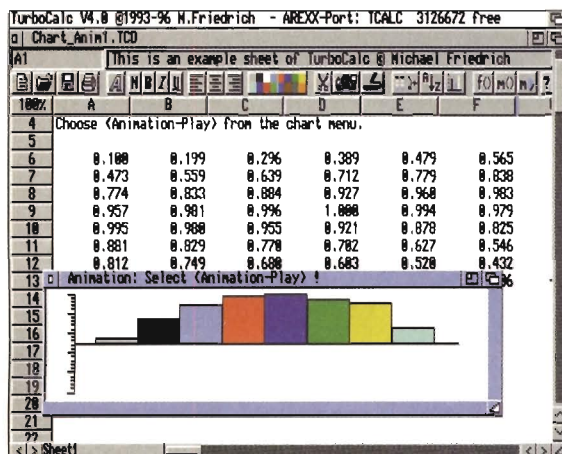 TurboCalc V4.0 @1993-96 M.Friedrich - AREXX-Port: TCALC 3126672 free
Chart_Anim1.TCD
A1 This is an example sheet of TurboCalc @ Michael Friedrich
A N B I U A Z f() M() M ?
100% A B C D E F
4 Choose <Animation-Play> from the chart menu.
5
6 0.100 0.199 0.296 0.389 0.479 0.565
7 0.473 0.559 0.639 0.712 0.779 0.838
8 0.774 0.833 0.884 0.927 0.960 0.983
9 0.957 0.981 0.996 1.000 0.994 0.979
10 0.995 0.980 0.955 0.921 0.878 0.825
11 0.881 0.829 0.770 0.702 0.627 0.546
12 0.812 0.749 0.680 0.603 0.520 0.432
13 Animation: Select <Animation-Play> !
14
15
16
17
18
19
20
21
22
Sheet1